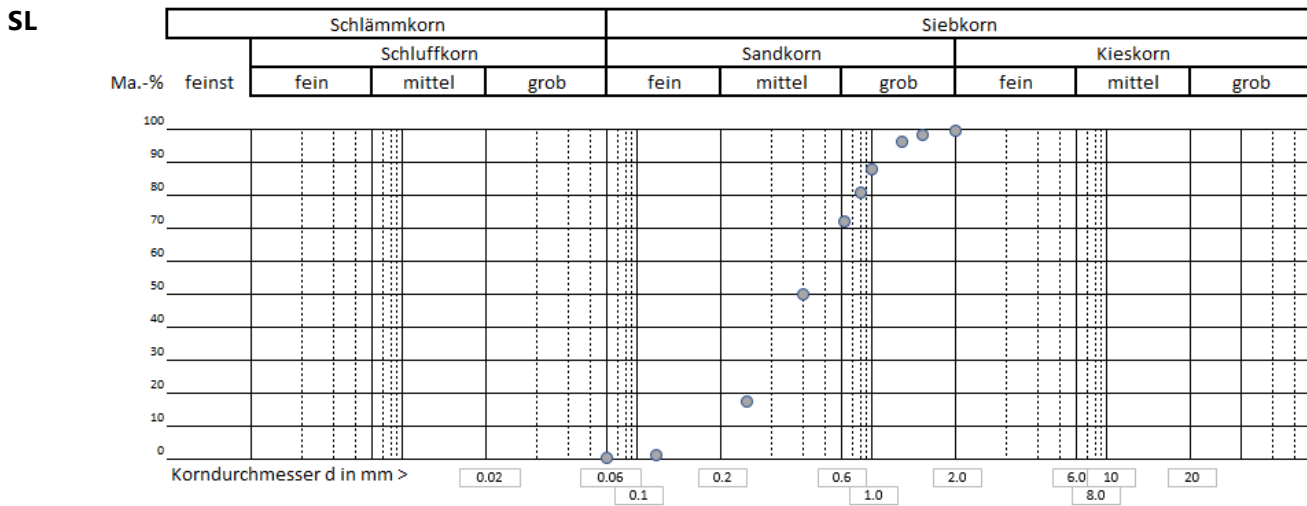 SL
Schlämmkorn Siebkorn
Schluffkorn Sandkorn Kieskorn
Ma.-% feinst fein mittel grob fein mittel grob fein mittel grob
100
90
80
70
60
50
40
30
20
10
0
Korndurchmesser d in mm > 0.02 0.06 0.2 0.6 2.0 6.0 10 20
0.1 1.0 8.0